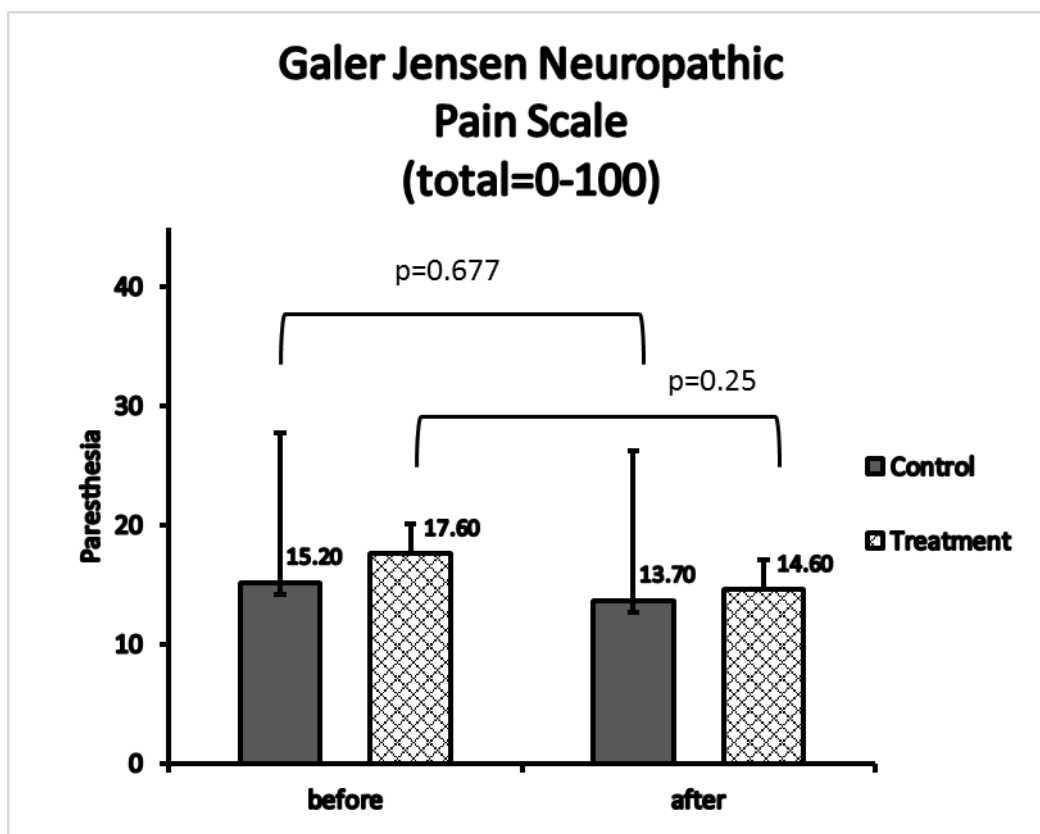 Galer Jensen Neuropathic
Pain Scale
(total=0-100)
p=0.677
p=0.25
Paresthesia
40
30
20
10
0
15.20
17.60
13.70
14.60
before
after
Control
Treatment